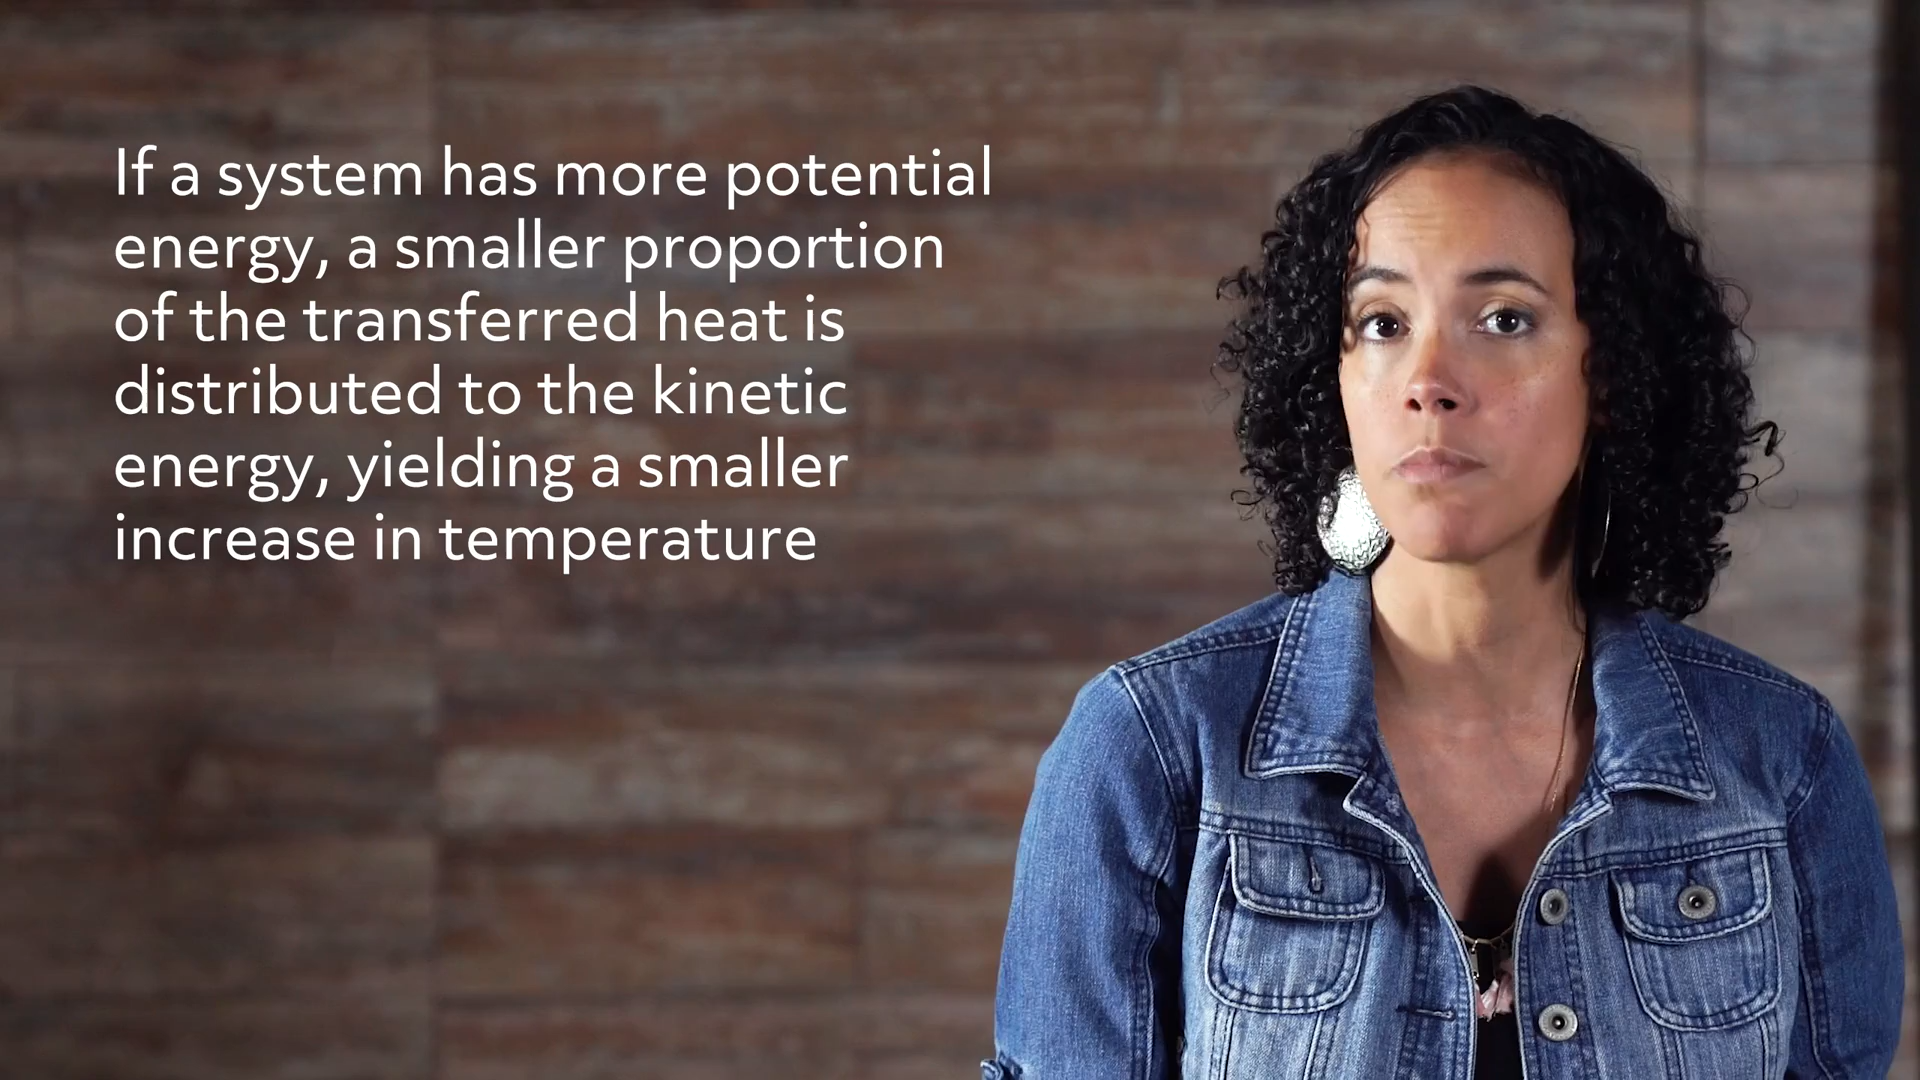 If a system has more potential
energy, a smaller proportion
of the transferred heat is
distributed to the kinetic
energy, yielding a smaller
increase in temperature